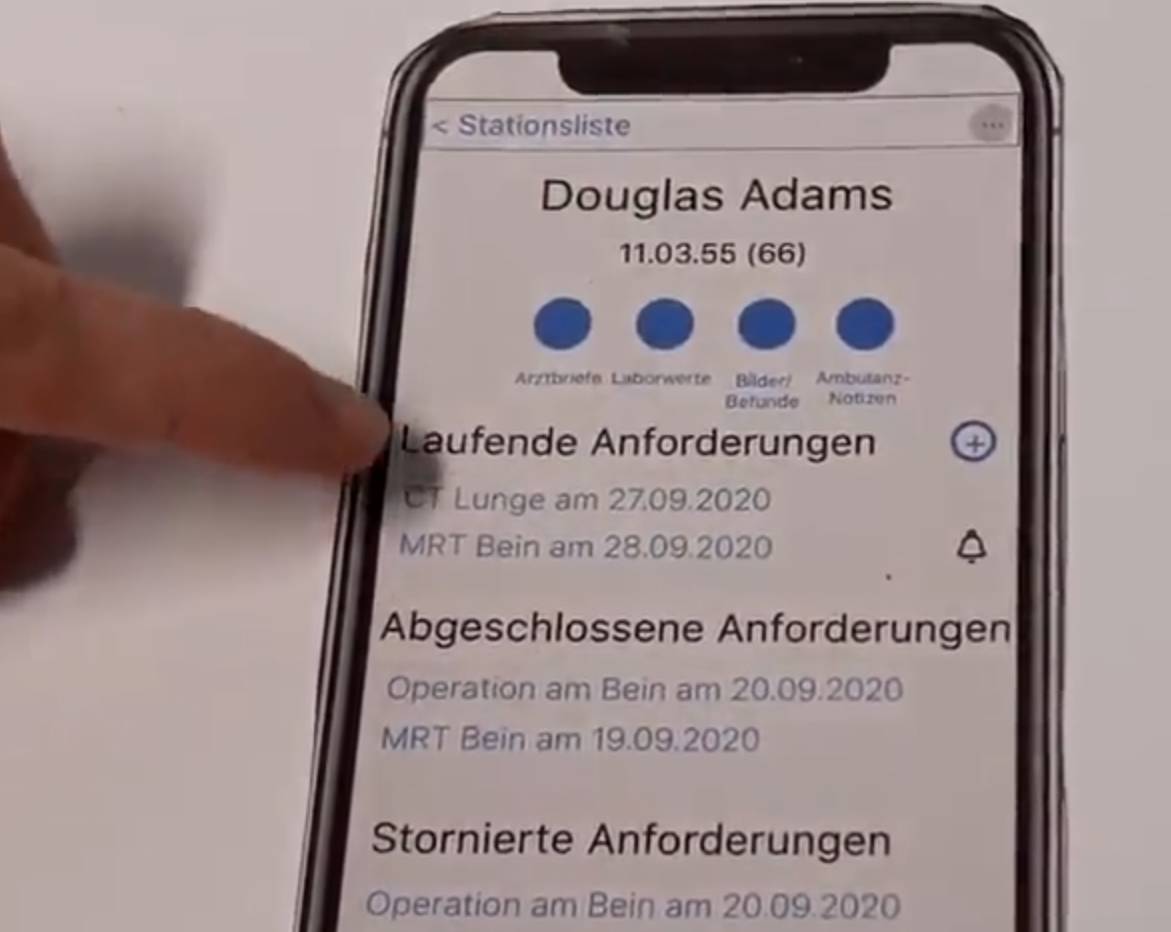 < Stationsliste
...
Douglas Adams
11.03.55 (66)
Arztbriefe Laborwerte Bilder/ Ambulanz-
Befunde Notizen
Laufende Anforderungen
CT Lunge am 27.09.2020
MRT Bein am 28.09.2020
Abgeschlossene Anforderungen
Operation am Bein am 20.09.2020
MRT Bein am 19.09.2020
Stornierte Anforderungen
Operation am Bein am 20.09.2020